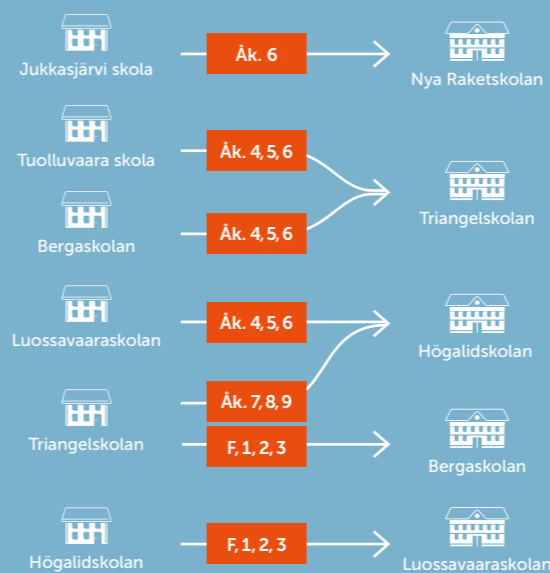 Jukkasjärvi skola
Åk. 6
Nya Raketskolan
Tuolluvaara skola
Åk. 4, 5, 6
Bergaskolan
Åk. 4, 5, 6
Triangelskolan
Luossavaaraskolan
Åk. 4, 5, 6
Högalidskolan
Triangelskolan
Åk. 7, 8, 9
F, 1, 2, 3
Bergaskolan
Högalidskolan
F, 1, 2, 3
Luossavaaraskolan